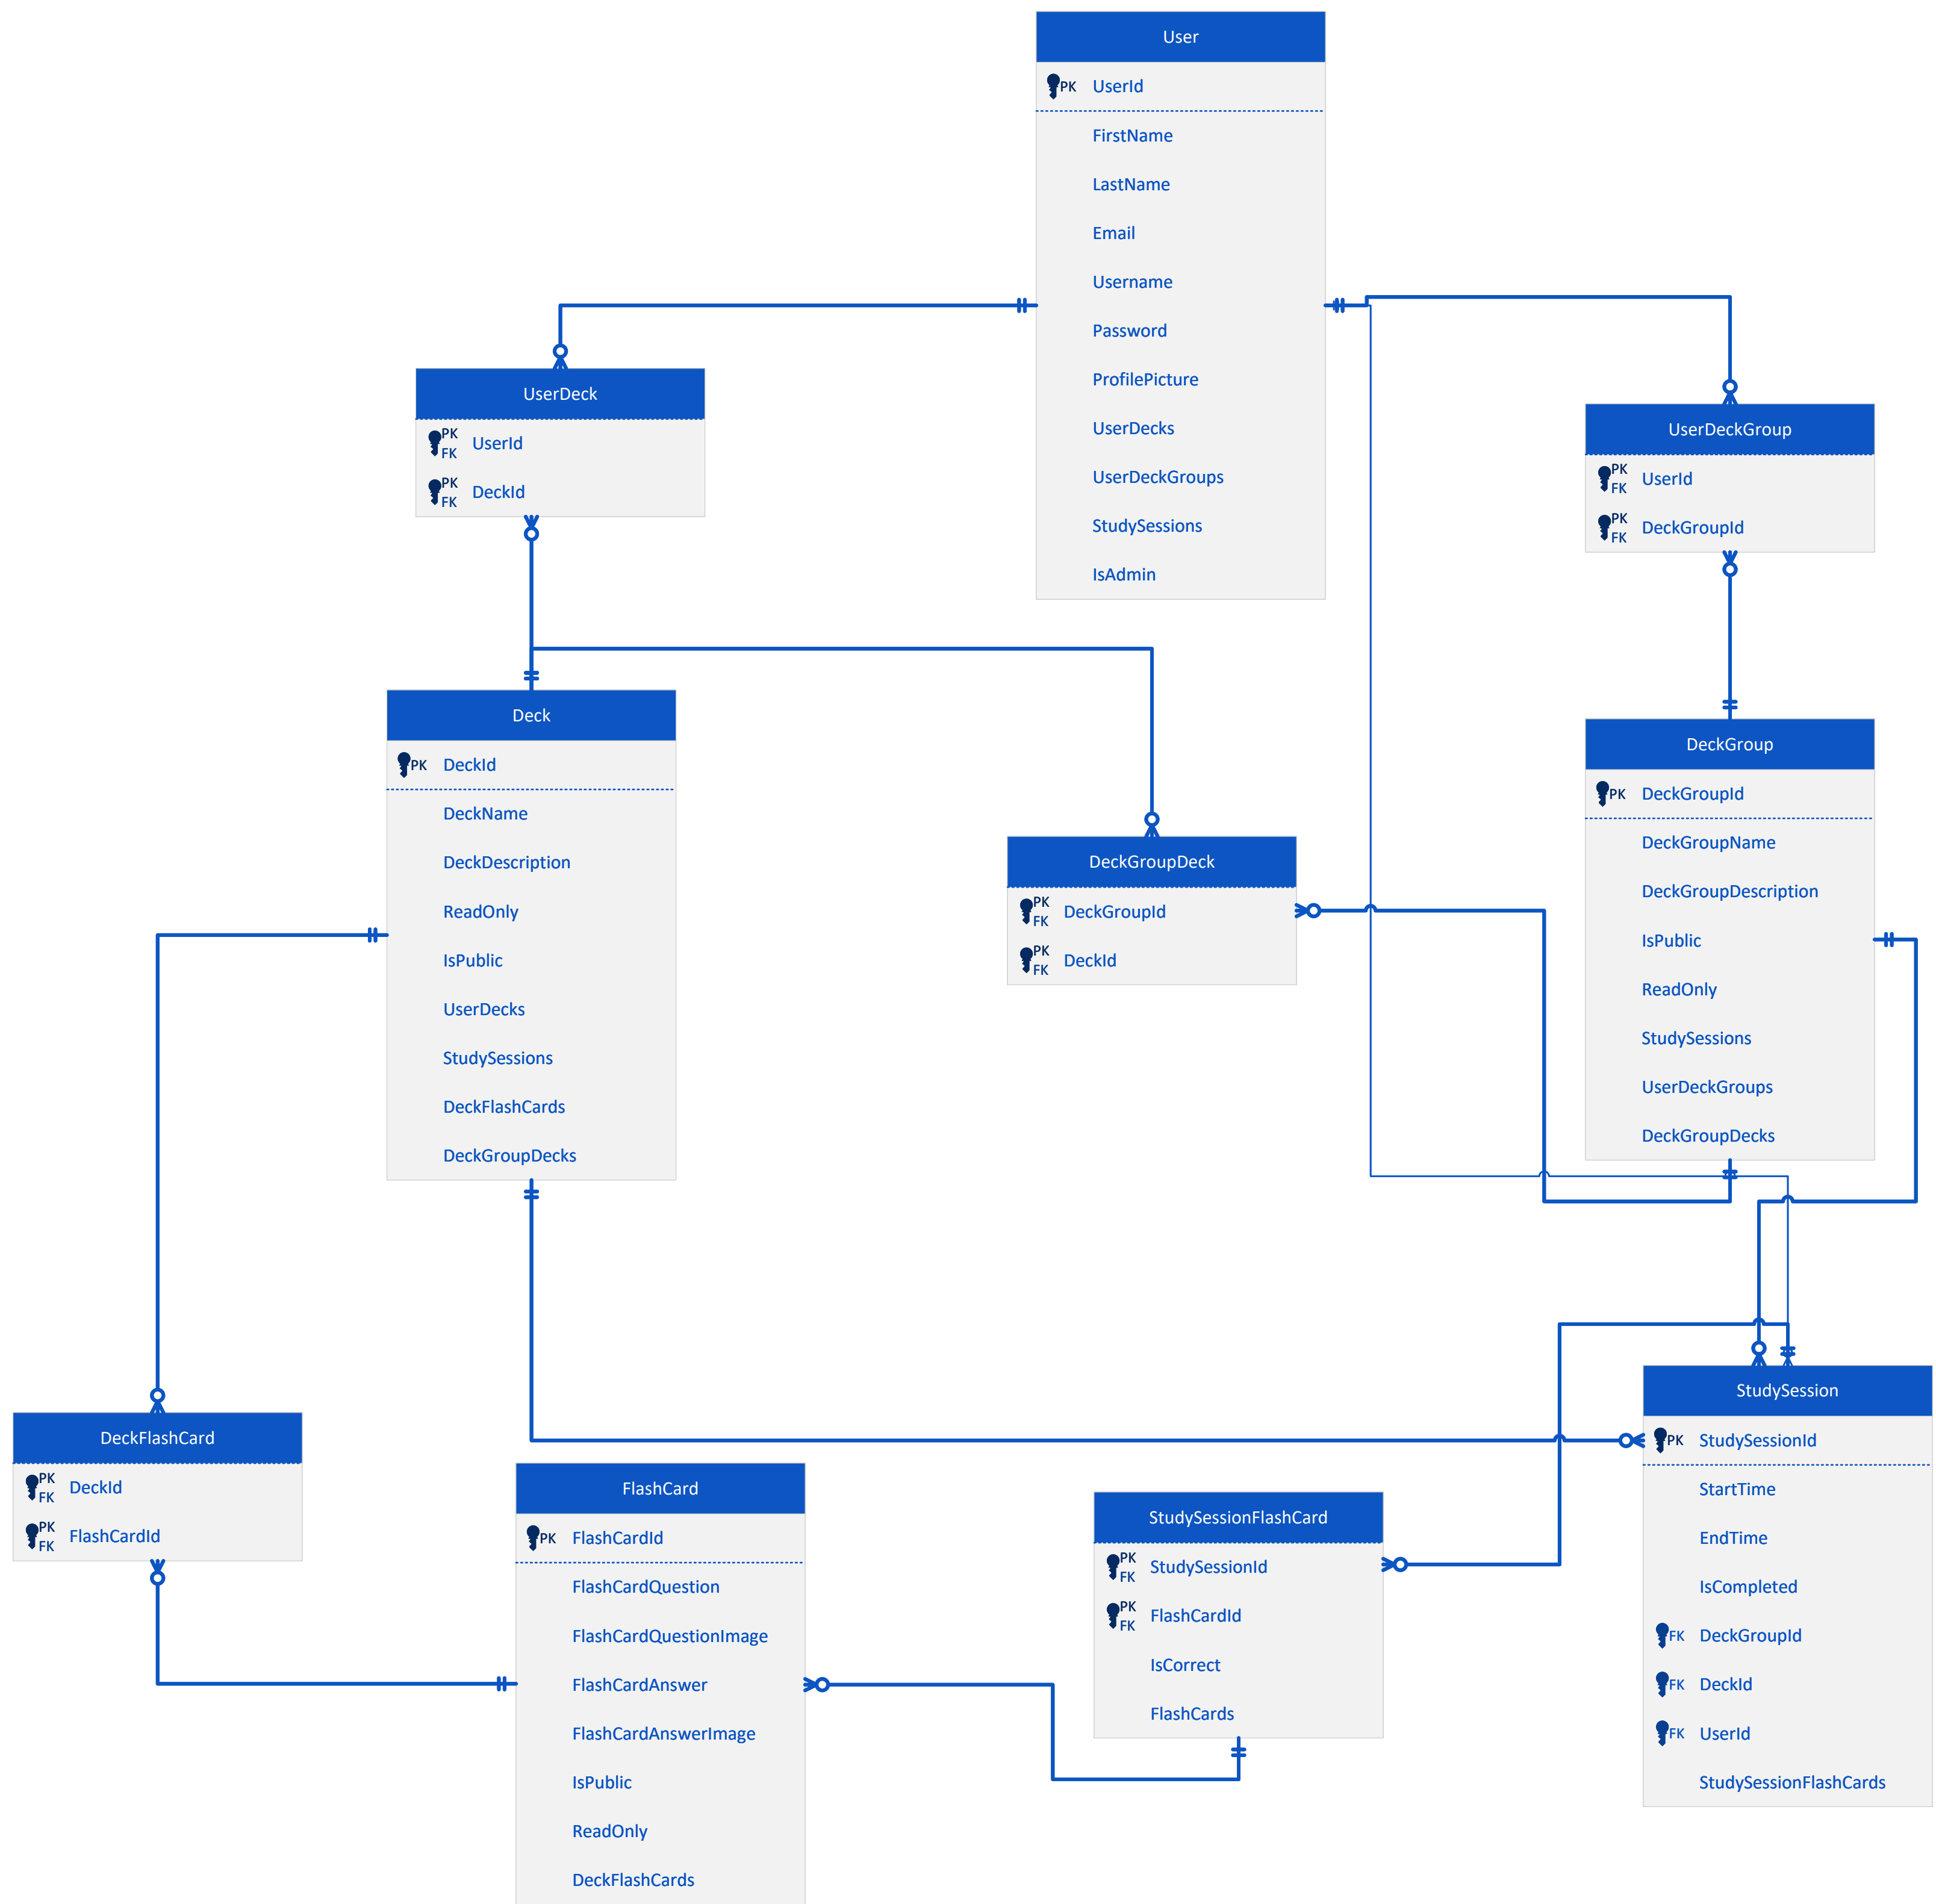 User
PK UserId
FirstName
LastName
Email
Username
Password
ProfilePicture
UserDecks
UserDeckGroups
StudySessions
IsAdmin
UserDeck
PK
FK
UserId
PK
FK
DeckId
UserDeckGroup
PK
FK
UserId
PK
FK
DeckGroupId
Deck
PK DeckId
DeckName
DeckDescription
ReadOnly
IsPublic
UserDecks
StudySessions
DeckFlashCards
DeckGroupDecks
DeckGroupDeck
PK
FK
DeckGroupId
PK
FK
DeckId
DeckGroup
PK DeckGroupId
DeckGroupName
DeckGroupDescription
IsPublic
ReadOnly
StudySessions
UserDeckGroups
DeckGroupDecks
DeckFlashCard
PK
FK
DeckId
PK
FK
FlashCardId
FlashCard
PK FlashCardId
FlashCardQuestion
FlashCardQuestionImage
FlashCardAnswer
FlashCardAnswerImage
IsPublic
ReadOnly
DeckFlashCards
StudySessionFlashCard
PK
FK
StudySessionId
PK
FK
FlashCardId
IsCorrect
FlashCards
StudySession
PK StudySessionId
StartTime
EndTime
IsCompleted
FK DeckGroupId
FK DeckId
FK UserId
StudySessionFlashCards